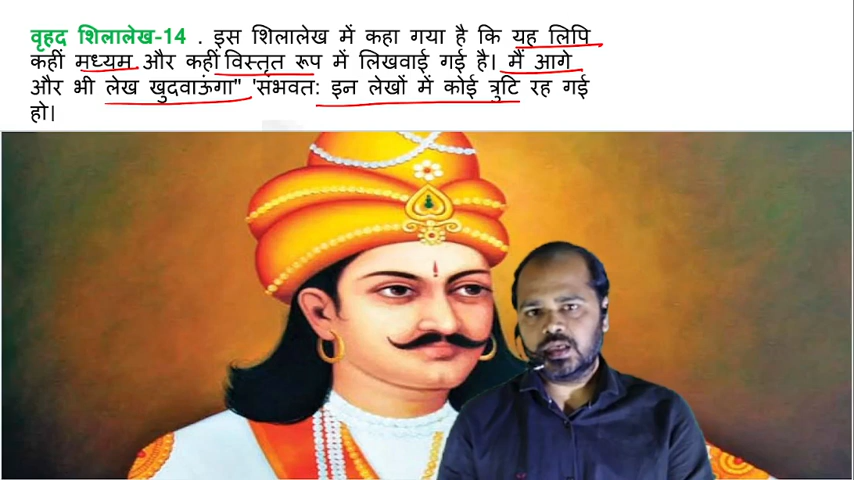 वृहद शिलालेख-14 . इस शिलालेख में कहा गया है कि यह लिपि
कहीं मध्यम और कहीं विस्तृत रूप में लिखवाई गई है। मैं आगे
और भी लेख खुदवाऊंगा" 'संभवत: इन लेखों में कोई त्रुटि रह गई
हो।